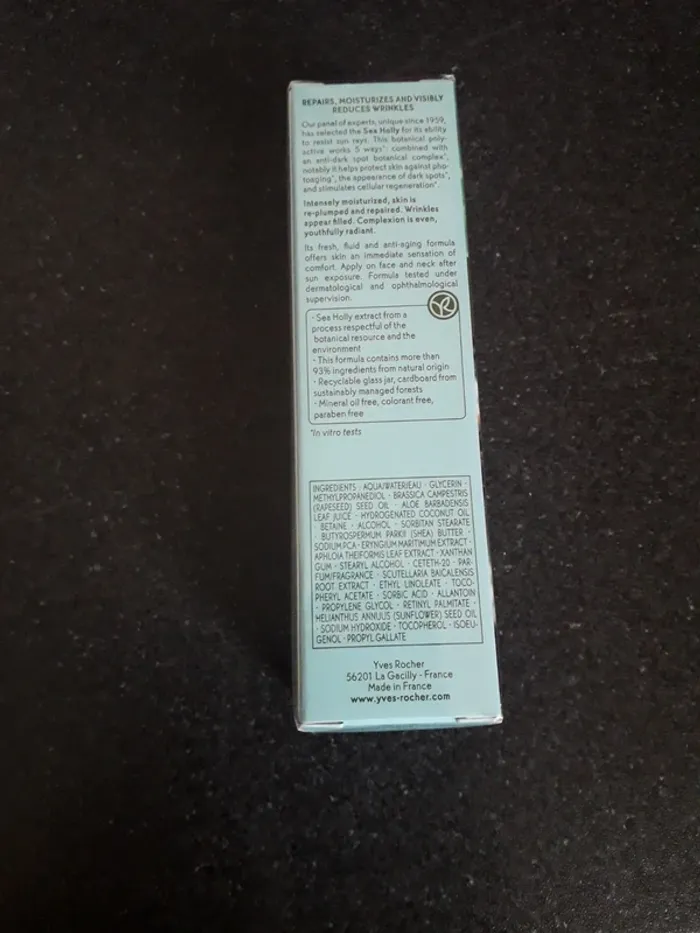 REPAIRS, MOISTURIZES AND VISIBLY
REDUCES WRINKLES
Our panel of experts, unique since 1959,
has selected the Sea Holly for its ability
to resist sun rays. This botanical poly-
active works 5 ways*: combined with
an anti-dark spot botanical complex*,
notably it helps protect skin against pho-
toaging*, the appearance of dark spots*,
and stimulates cellular regeneration*.
Intensely moisturized, skin is
re-plumped and repaired. Wrinkles
appear filled. Complexion is even,
youthfully radiant.
Its fresh, fluid and anti-aging formula
offers skin an immediate sensation of
comfort. Apply on face and neck after
sun exposure. Formula tested under
dermatological and ophthalmological
supervision.
• Sea Holly extract from a
process respectful of the
botanical resource and the
environment
• This formula contains more than
93% ingredients from natural origin
• Recyclable glass jar, cardboard from
sustainably managed forests
• Mineral oil free, colorant free,
paraben free
*In vitro tests
INGREDIENTS : AQUA/WATER/EAU • GLYCERIN •
METHYLPROPANEDIOL • BRASSICA CAMPESTRIS
(RAPESEED) SEED OIL • ALOE BARBADENSIS
LEAF JUICE • HYDROGENATED COCONUT OIL
• BETAINE • ALCOHOL • SORBITAN STEARATE
• BUTYROSPERMUM PARKII (SHEA) BUTTER •
SODIUM PCA • ERYNGIUM MARITIMUM EXTRACT •
APHLOIA THEIFORMIS LEAF EXTRACT • XANTHAN
GUM • STEARYL ALCOHOL • CETETH-20 • PAR-
FUM/FRAGRANCE • SCUTELLARIA BAICALENSIS
ROOT EXTRACT • ETHYL LINOLEATE • TOCO-
PHERYL ACETATE • SORBIC ACID • ALLANTOIN
• PROPYLENE GLYCOL • RETINYL PALMITATE •
HELIANTHUS ANNUUS (SUNFLOWER) SEED OIL
• SODIUM HYDROXIDE • TOCOPHEROL • ISOEU-
GENOL • PROPYL GALLATE
Yves Rocher
56201 La Gacilly - France
Made in France
www.yves-rocher.com